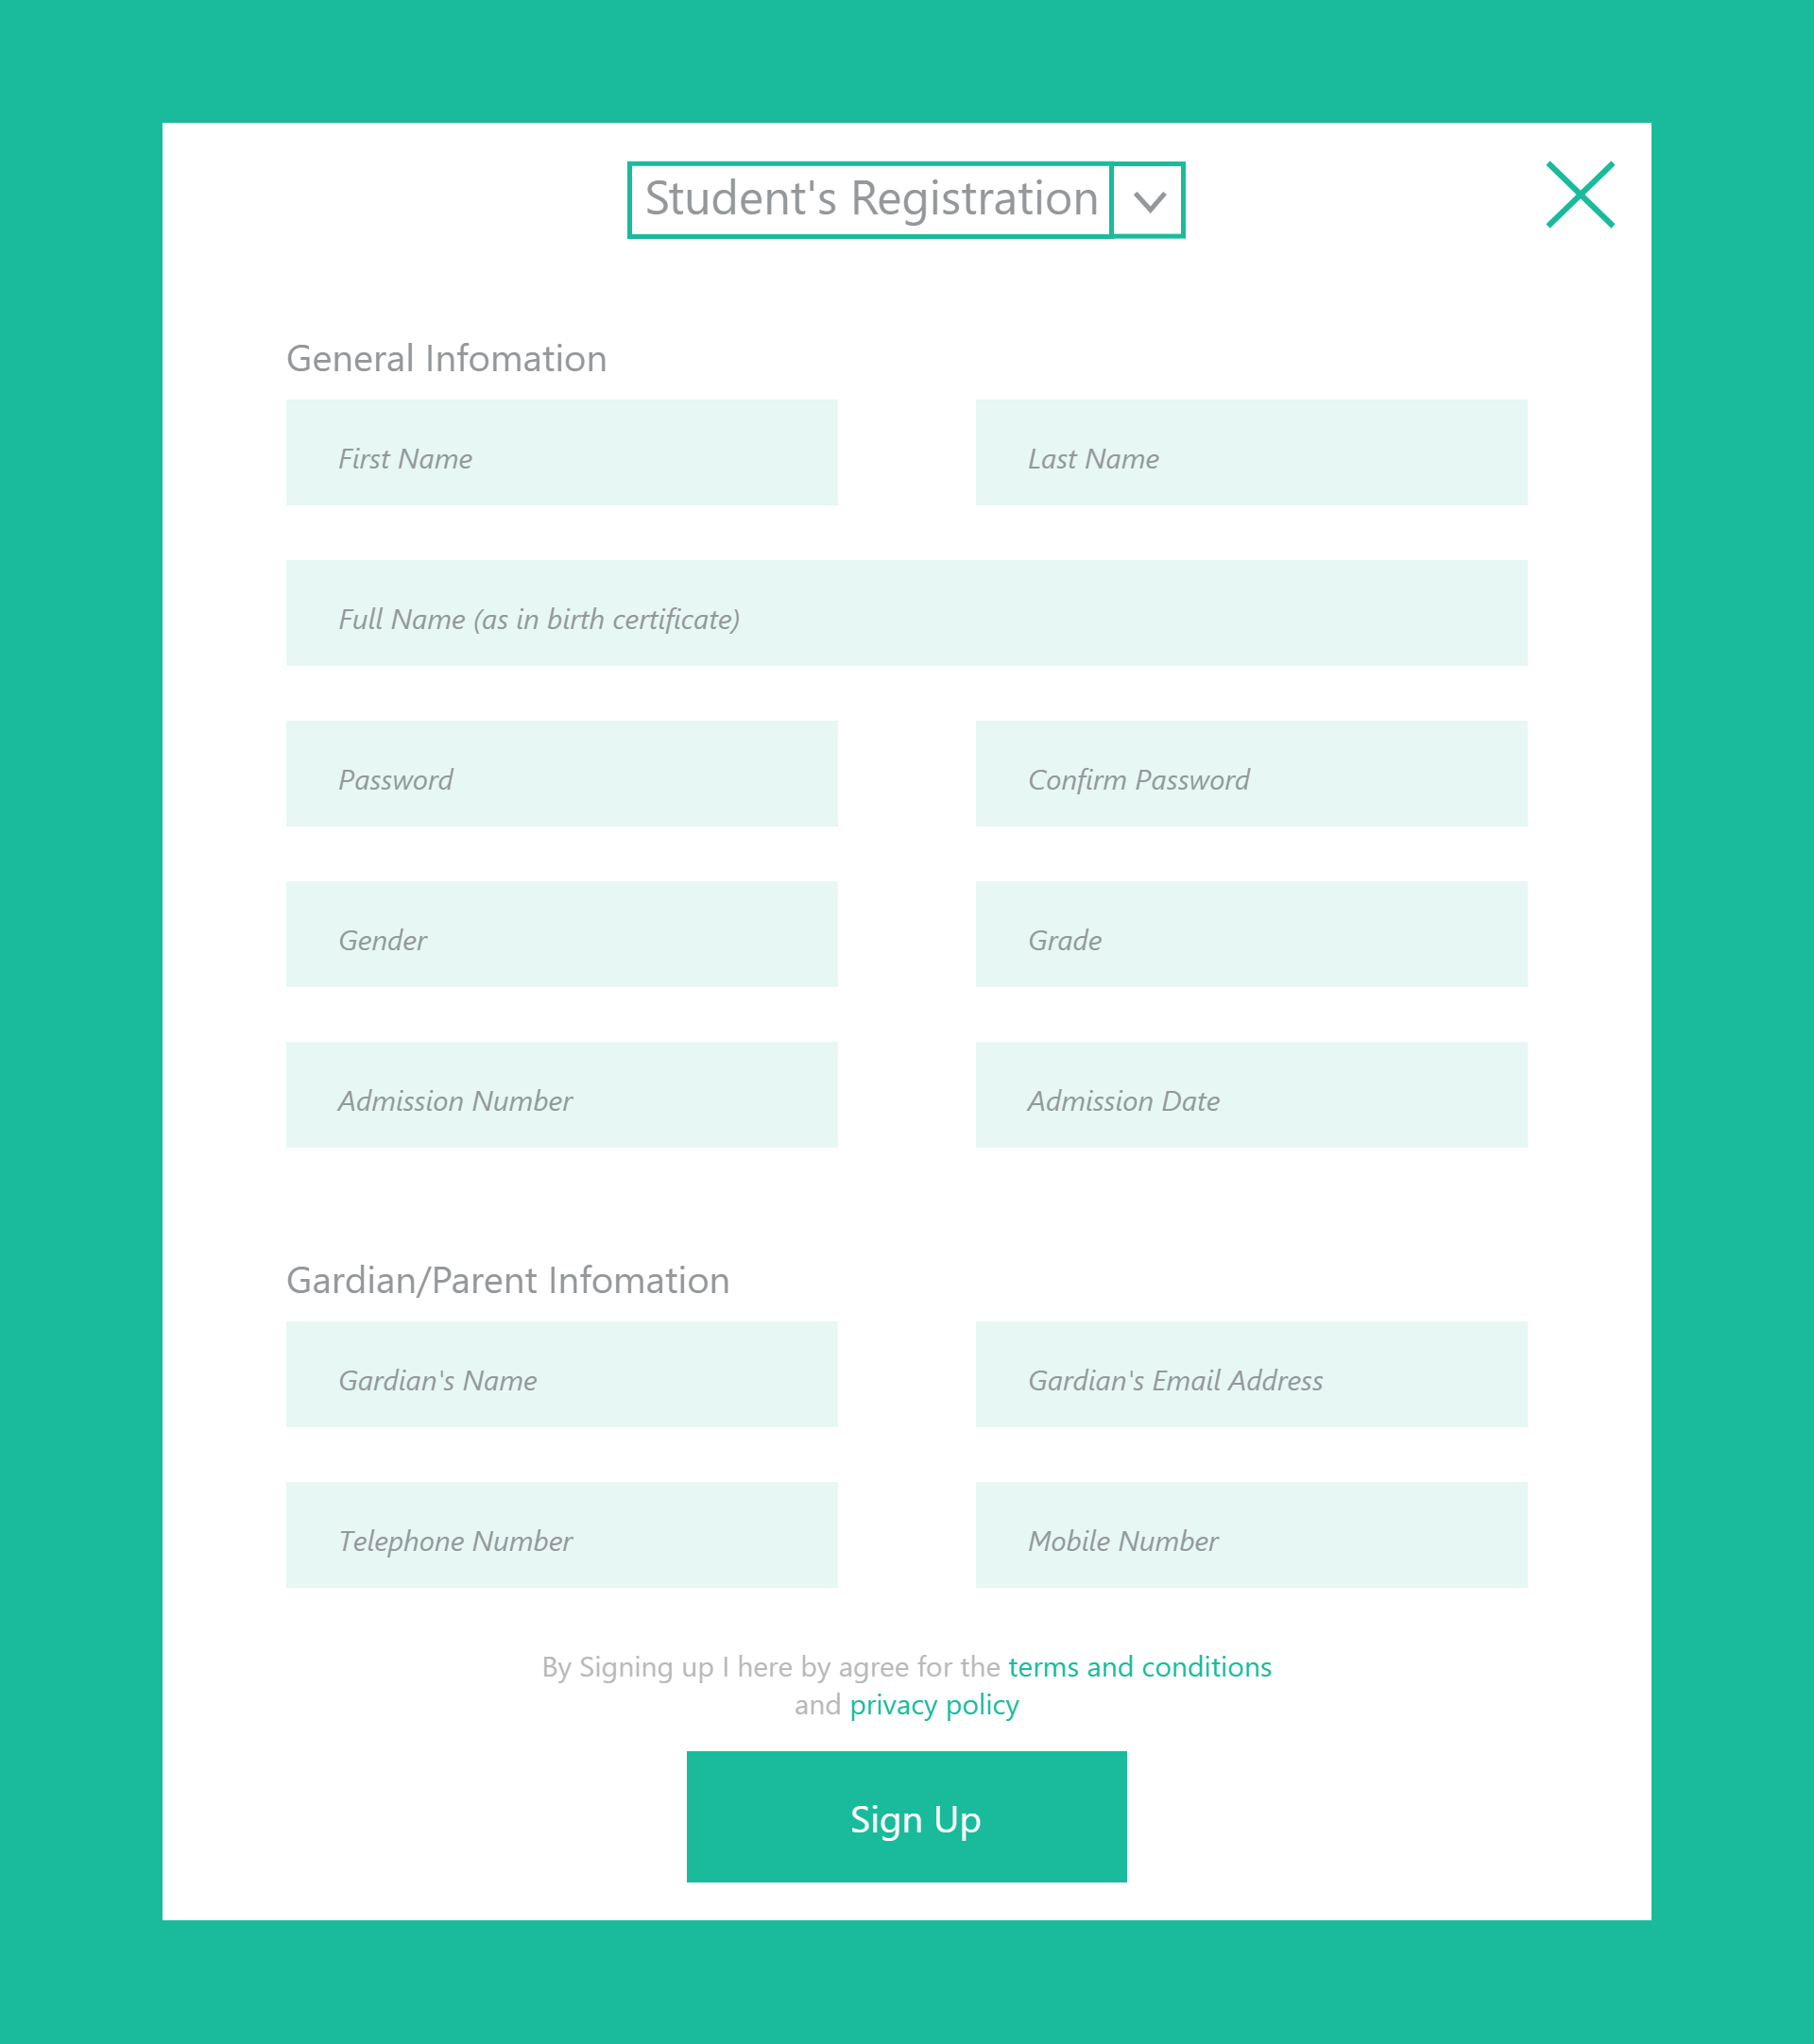 Student's Registration
General Infomation
First Name
Last Name
Full Name (as in birth certificate)
Password
Confirm Password
Gender
Grade
Admission Number
Admission Date
Gardian/Parent Infomation
Gardian's Name
Gardian's Email Address
Telephone Number
Mobile Number
By Signing up I here by agree for the terms and conditions
and privacy policy
Sign Up